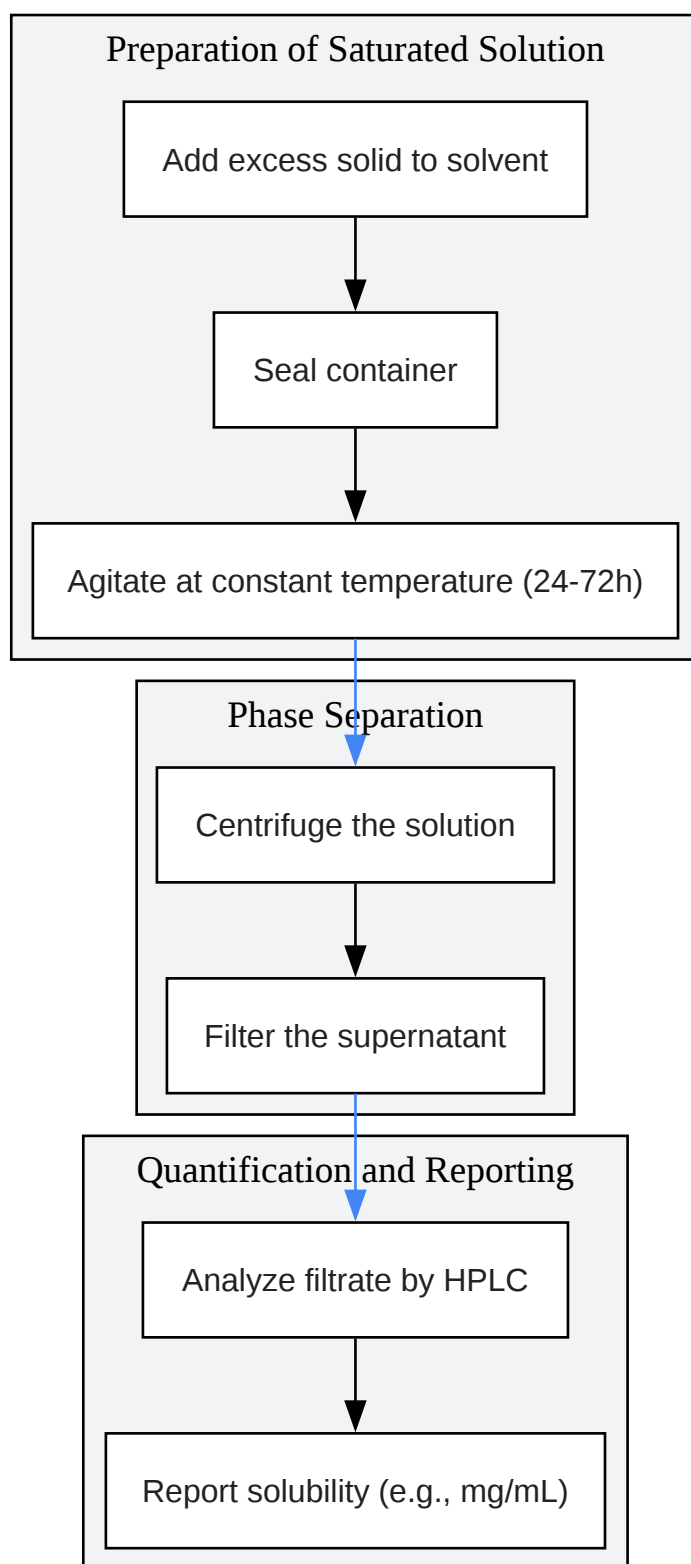 Preparation of Saturated Solution
Add excess solid to solvent
Seal container
Agitate at constant temperature (24-72h)
Phase Separation
Centrifuge the solution
Filter the supernatant
Quantification and Reporting
Analyze filtrate by HPLC
Report solubility (e.g., mg/mL)